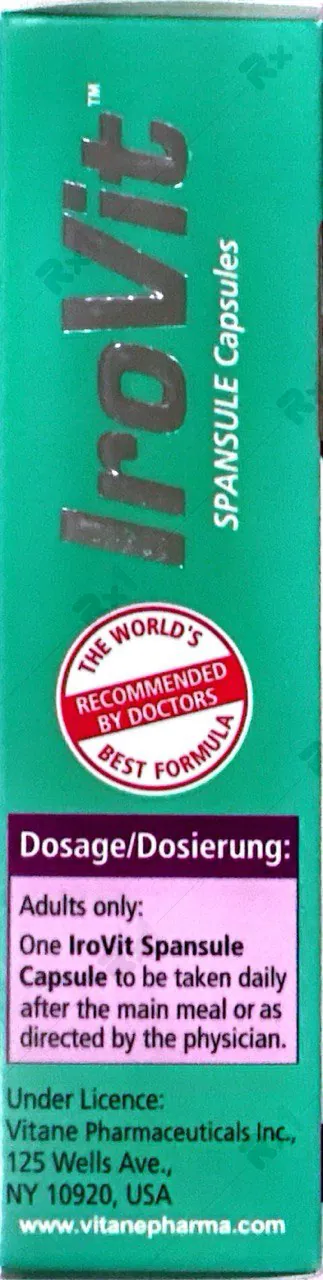 IroVit™
SPANSULE Capsules
THE WORLD'S
RECOMMENDED
BY DOCTORS
BEST FORMULA
Dosage/Dosierung:
Adults only:
One IroVit Spansule
Capsule to be taken daily
after the main meal or as
directed by the physician.
Under Licence:
Vitane Pharmaceuticals Inc.,
125 Wells Ave.,
NY 10920, USA
www.vitanepharma.com